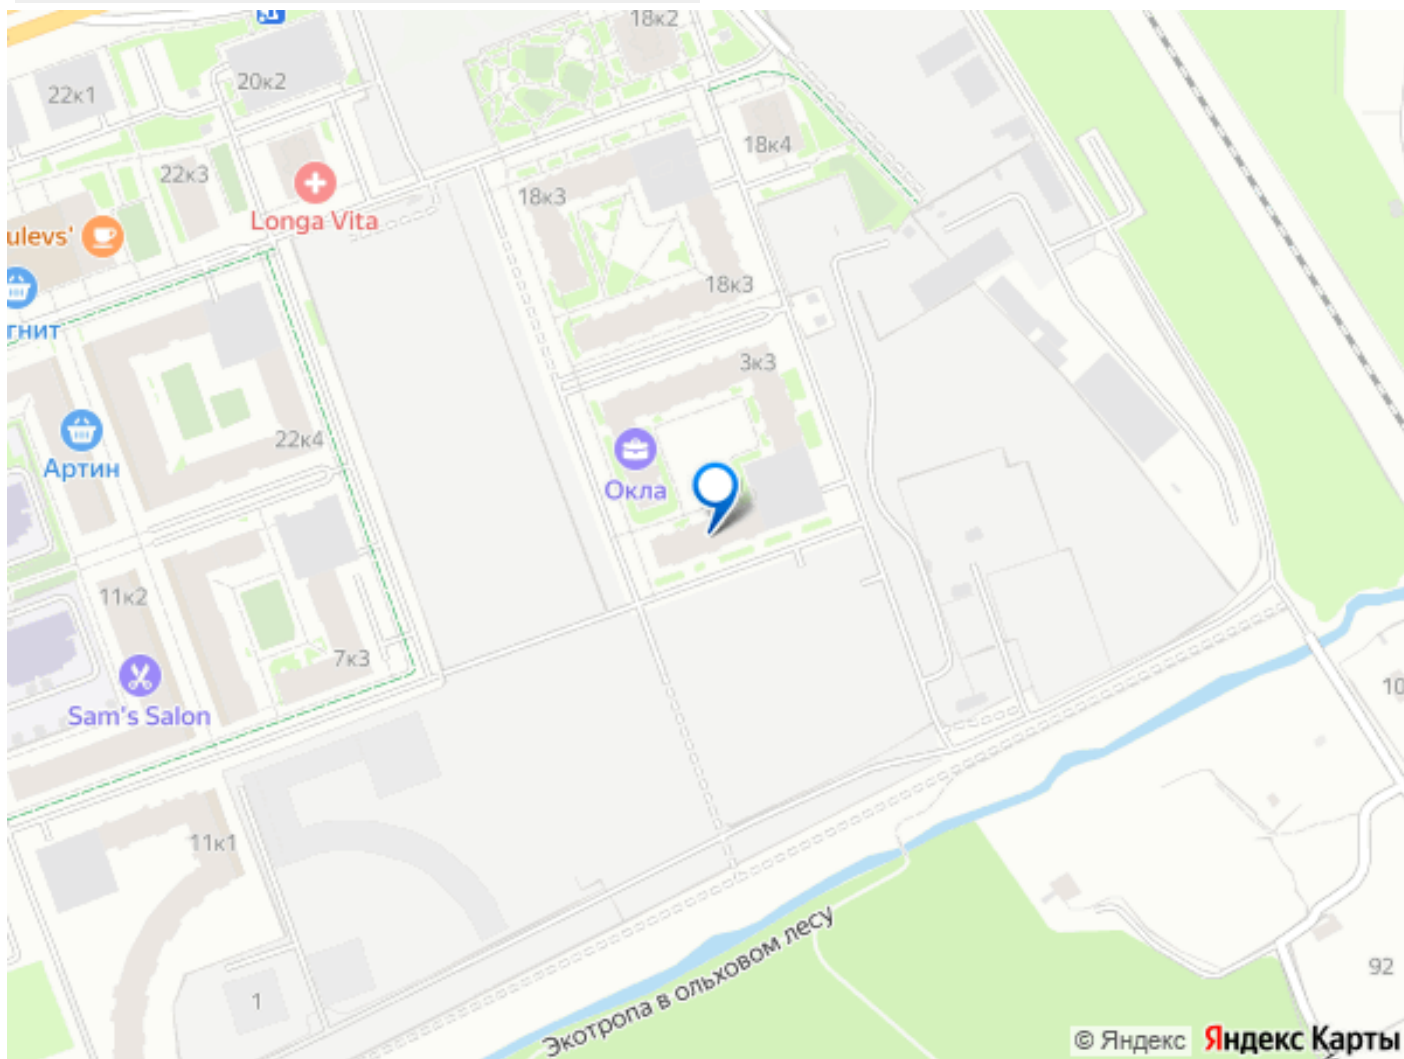 18к2
20к2
22к1
18к4
22к3
18к3
Longa Vita
ulevs'
18к3
гнит
3к3
22к4
Артин
Окла
11к2
7к3
10
Sam's Salon
11к1
Экотропа в ольховом лесу
92
1
© Яндекс Яндекс Карты